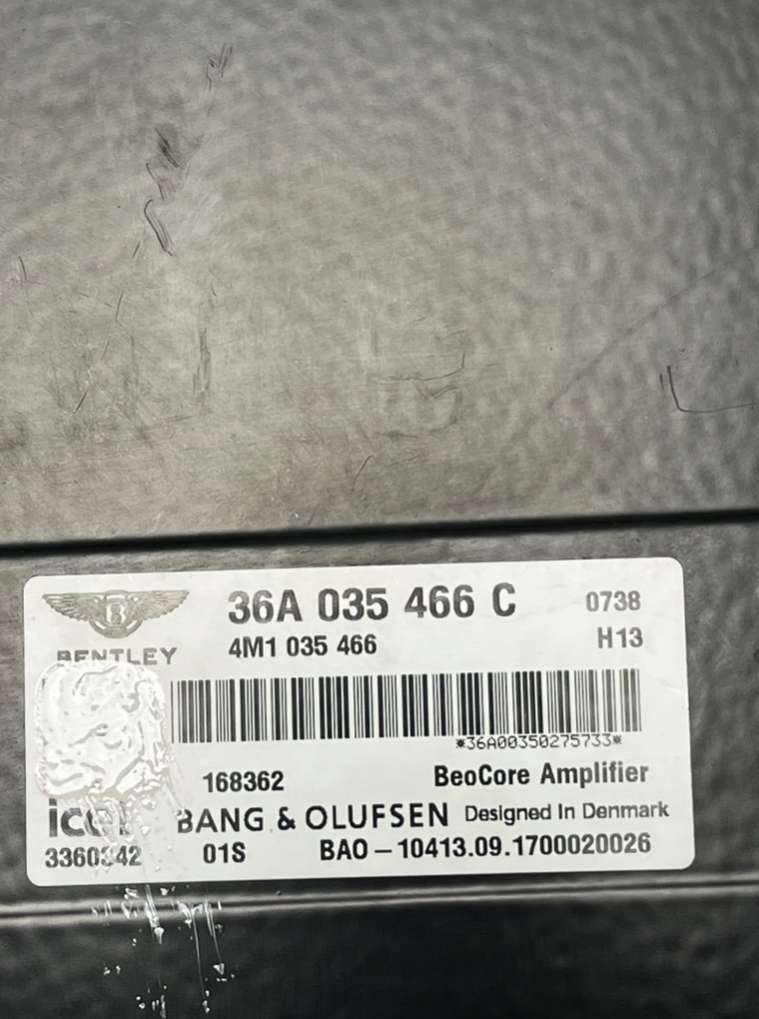 B
BENTLEY
36A 035 466 C
0738
4M1 035 466
H13
*36A00350275733*
168362
BeoCore Amplifier
BANG & OLUFSEN Designed In Denmark
01S
BAO – 10413.09.1700020026